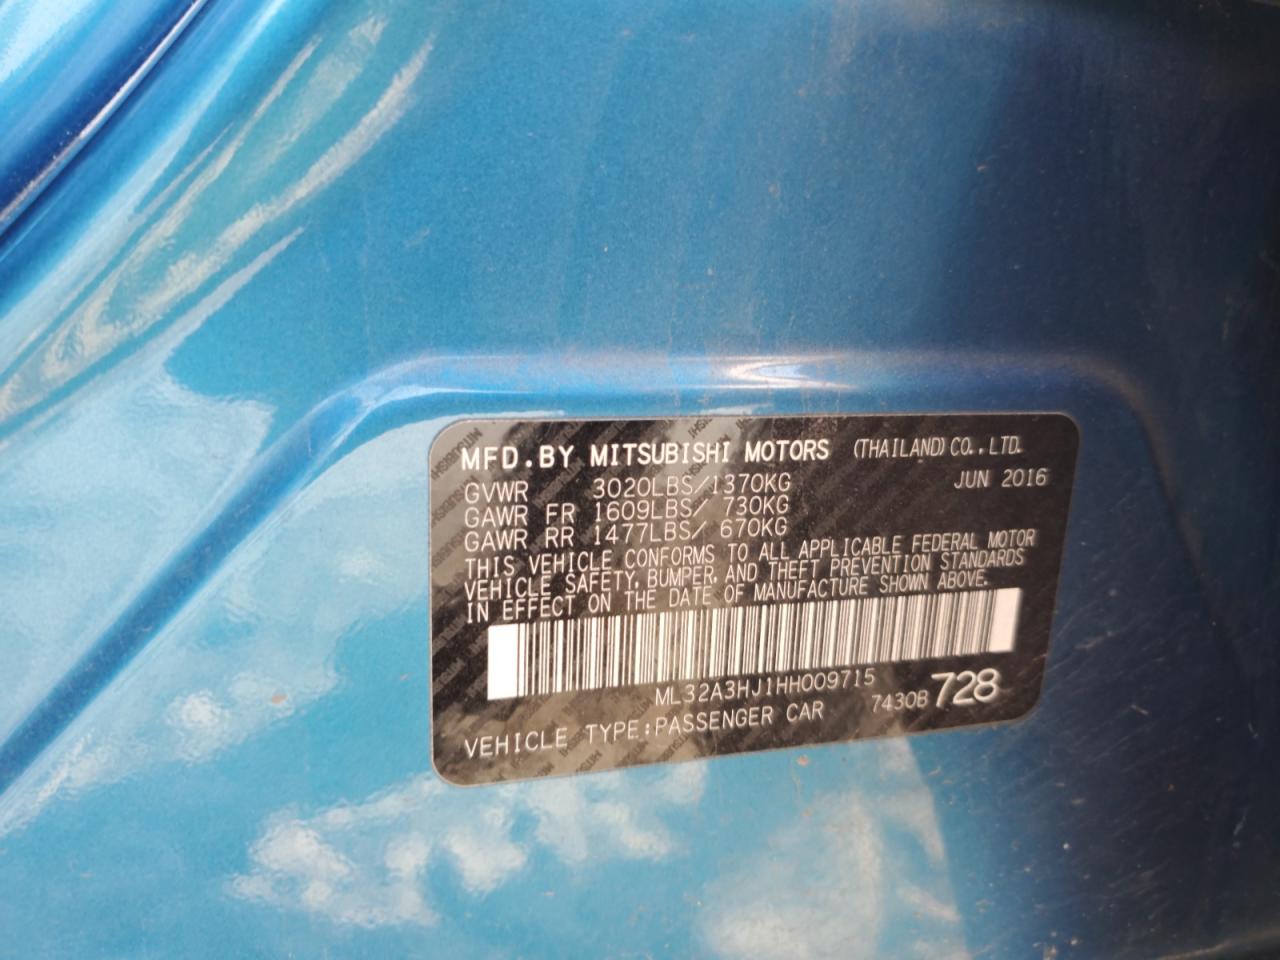 MFD.BY MITSUBISHI MOTORS (THAILAND) CO., LTD.
GVWR 3020LBS/1370KG JUN 2016
GAWR FR 1609LBS/ 730KG
GAWR RR 1477LBS/ 670KG
THIS VEHICLE CONFORMS TO ALL APPLICABLE FEDERAL MOTOR
VEHICLE SAFETY, BUMPER, AND THEFT PREVENTION STANDARDS
IN EFFECT ON THE DATE OF MANUFACTURE SHOWN ABOVE.
ML32A3HJ1HH009715
VEHICLE TYPE:PASSENGER CAR 7430B 728